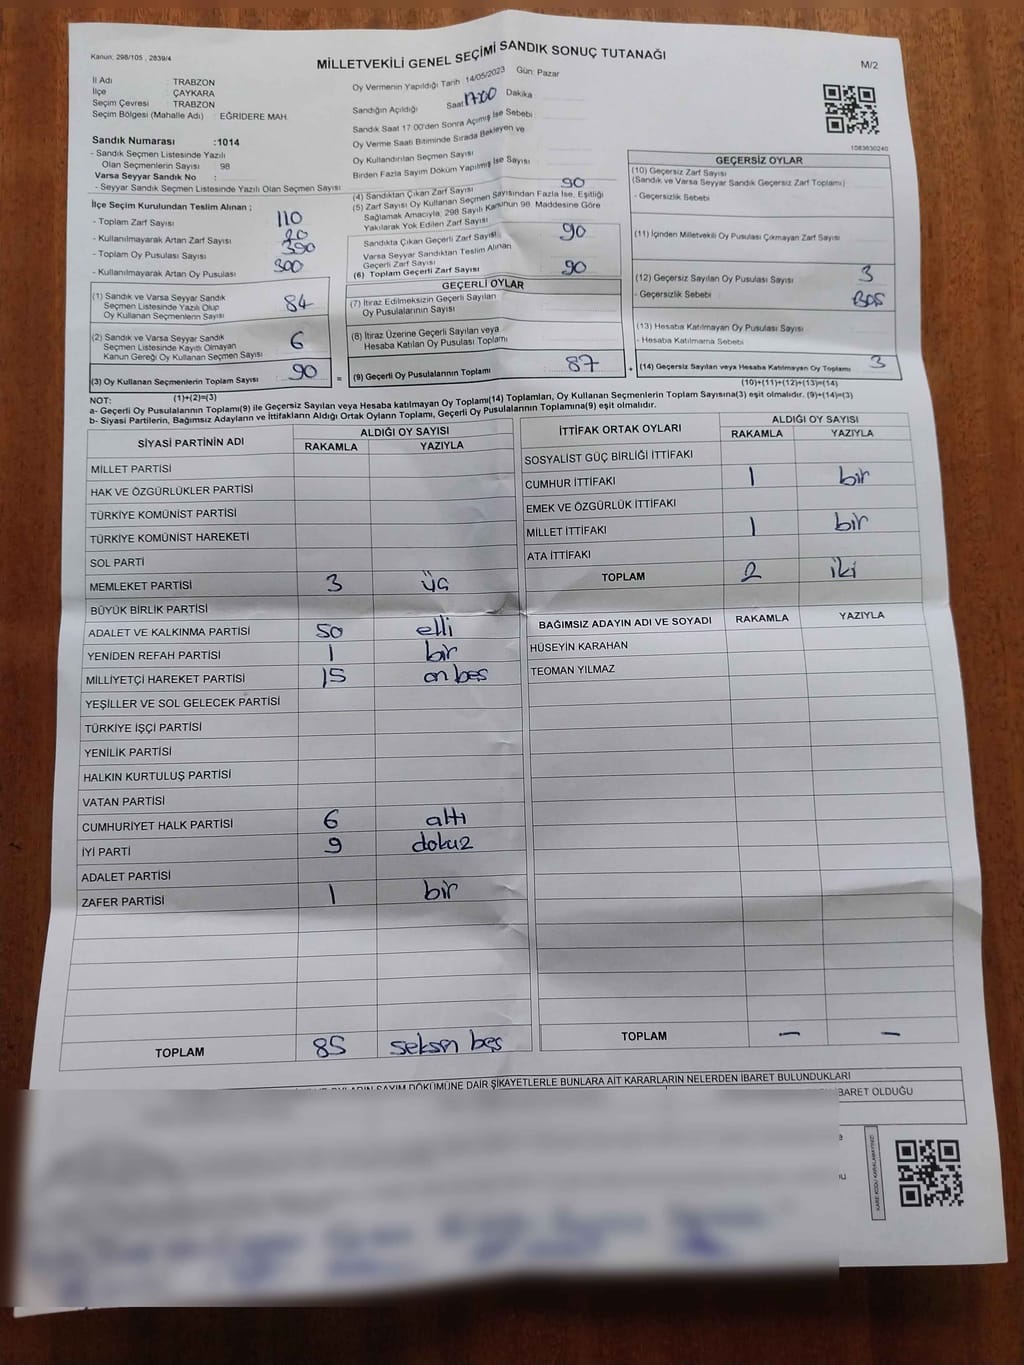 Kanun: 298/105 , 2839/4
MİLLETVEKİLİ GENEL SEÇİMİ SANDIK SONUÇ TUTANAĞI
M/2
İl Adı : TRABZON
İlçe : ÇAYKARA
Seçim Çevresi : TRABZON
Seçim Bölgesi (Mahalle Adı) : EĞRIDERE MAH.
Sandık Numarası :1014
- Sandık Seçmen Listesinde Yazılı
Olan Seçmenlerin Sayısı : 98
Varsa Seyyar Sandık No :
- Seyyar Sandık Seçmen Listesinde Yazılı Olan Seçmen Sayısı
Oy Vermenin Yapıldığı Tarih 14/05/2023 Gün: Pazar
Sandığın Açıldığı Saat 17:00 Dakika
Sandık Saat 17.00'den Sonra Açılmış İse Sebebi
Oy Verme Saati Bitiminde Sırada Bekleyen ve
Oy Kullandırılan Seçmen Sayısı
Birden Fazla Sayım Döküm Yapılmış İse Sayısı
1083630240
İlçe Seçim Kurulundan Teslim Alınan ;
- Toplam Zarf Sayısı 110
- Kullanılmayarak Artan Zarf Sayısı 20
- Toplam Oy Pusulası Sayısı 390
- Kullanılmayarak Artan Oy Pusulası 300
(1) Sandık ve Varsa Seyyar Sandık
Seçmen Listesinde Yazılı Olup
Oy Kullanan Seçmenlerin Sayısı 84
(2) Sandık ve Varsa Seyyar Sandık
Seçmen Listesinde Kayıtlı Olmayan
Kanun Gereği Oy Kullanan Seçmen Sayısı 6
(3) Oy Kullanan Seçmenlerin Toplam Sayısı 90
(1)+(2)=(3)
(4) Sandıktan Çıkan Zarf Sayısı 90
(5) Zarf Sayısı Oy Kullanan Seçmen Sayısından Fazla İse, Eşitliği
Sağlamak Amacıyla, 298 Sayılı Kanunun 98. Maddesine Göre
Yakılarak Yok Edilen Zarf Sayısı
Sandıkta Çıkan Geçerli Zarf Sayısı 90
Varsa Seyyar Sandıktan Teslim Alınan
Geçerli Zarf Sayısı
(6) Toplam Geçerli Zarf Sayısı 90
GEÇERLİ OYLAR
(7) İtiraz Edilmeksizin Geçerli Sayılan
Oy Pusulalarının Sayısı
(8) İtiraz Üzerine Geçerli Sayılan veya
Hesaba Katılan Oy Pusulası Toplamı
= (9) Geçerli Oy Pusulalarının Toplamı 87
GEÇERSİZ OYLAR
(10) Geçersiz Zarf Sayısı
(Sandık ve Varsa Seyyar Sandık Geçersiz Zarf Toplamı)
- Geçersizlik Sebebi
(11) İçinden Milletvekili Oy Pusulası Çıkmayan Zarf Sayısı
(12) Geçersiz Sayılan Oy Pusulası Sayısı 3
- Geçersizlik Sebebi
(13) Hesaba Katılmayan Oy Pusulası Sayısı
- Hesaba Katılmama Sebebi
+ (14) Geçersiz Sayılan veya Hesaba Katılmayan Oy Toplamı 3
(10)+(11)+(12)+(13)=(14)
NOT:
a- Geçerli Oy Pusulalarının Toplamı(9) ile Geçersiz Sayılan veya Hesaba katılmayan Oy Toplamı(14) Toplamları, Oy Kullanan Seçmenlerin Toplam Sayısına(3) eşit olmalıdır. (9)+(14)=(3)
b- Siyasi Partilerin, Bağımsız Adayların ve İttifakların Aldığı Ortak Oyların Toplamı, Geçerli Oy Pusulalarının Toplamına(9) eşit olmalıdır.
SİYASİ PARTİNİN ADI ALDIĞI OY SAYISI
RAKAMLA YAZIYLA
MİLLET PARTİSİ
HAK VE ÖZGÜRLÜKLER PARTİSİ
TÜRKİYE KOMÜNİST PARTİSİ
TÜRKİYE KOMÜNİST HAREKETİ
SOL PARTİ
MEMLEKET PARTİSİ 3 üç
BÜYÜK BİRLİK PARTİSİ
ADALET VE KALKINMA PARTİSİ 50 elli
YENİDEN REFAH PARTİSİ 1 bir
MİLLİYETÇİ HAREKET PARTİSİ 15 on beş
YEŞİLLER VE SOL GELECEK PARTİSİ
TÜRKİYE İŞÇİ PARTİSİ
YENİLİK PARTİSİ
HALKIN KURTULUŞ PARTİSİ
VATAN PARTİSİ
CUMHURİYET HALK PARTİSİ 6 altı
İYİ PARTİ 9 dokuz
ADALET PARTİSİ
ZAFER PARTİSİ 1 bir
TOPLAM 85 seksen beş
İTTİFAK ORTAK OYLARI ALDIĞI OY SAYISI
RAKAMLA YAZIYLA
SOSYALİST GÜÇ BİRLİĞİ İTTİFAKI
CUMHUR İTTİFAKI 1 bir
EMEK VE ÖZGÜRLÜK İTTİFAKI
MİLLET İTTİFAKI 1 bir
ATA İTTİFAKI
TOPLAM 2 iki
BAĞIMSIZ ADAYIN ADI VE SOYADI RAKAMLA YAZIYLA
HÜSEYİN KARAHAN
TEOMAN YILMAZ
TOPLAM – –
SAYIM DÖKÜMÜNE DAİR ŞİKAYETLERLE BUNLARA AİT KARARLARIN NELERDEN İBARET BULUNDUKLARI
İBARET OLDUĞU
KARE KODU KARALAMAYINIZ!